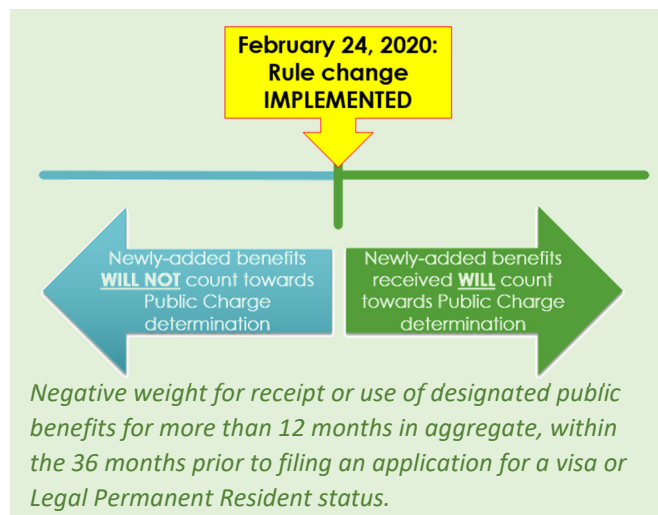 February 24, 2020:
Rule change
IMPLEMENTED
Newly-added benefits
WILL NOT count towards
Public Charge
determination
Newly-added benefits
received WILL count
towards Public Charge
determination
Negative weight for receipt or use of designated public
benefits for more than 12 months in aggregate, within
the 36 months prior to filing an application for a visa or
Legal Permanent Resident status.